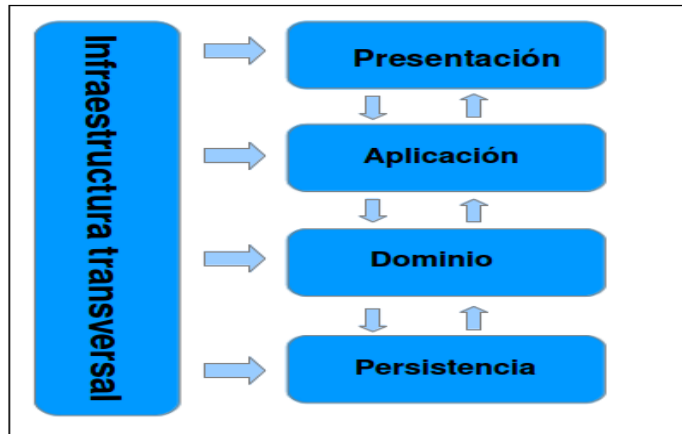 Infraestructura transversal
Presentación
Aplicación
Dominio
Persistencia